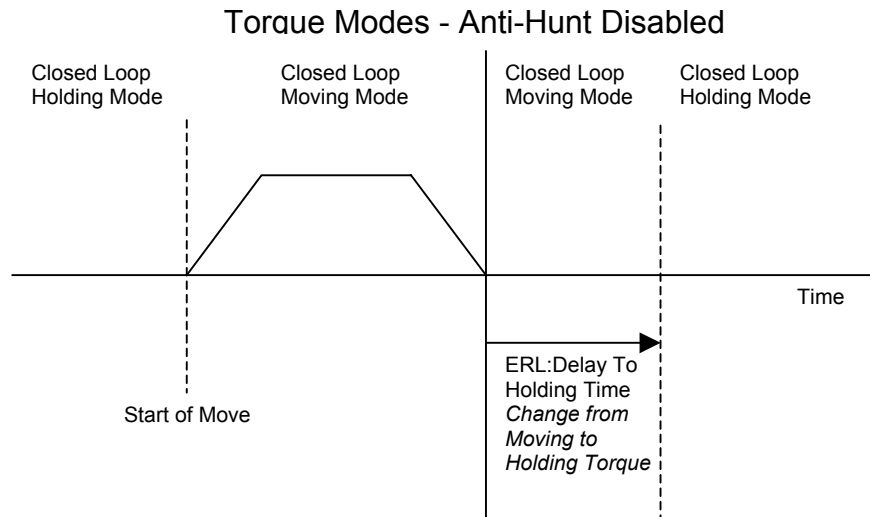 Torque Modes - Anti-Hunt Disabled
Closed Loop
Holding Mode
Closed Loop
Moving Mode
Closed Loop
Moving Mode
Closed Loop
Holding Mode
Time
Start of Move
ERL:Delay To
Holding Time
Change from
Moving to
Holding Torque